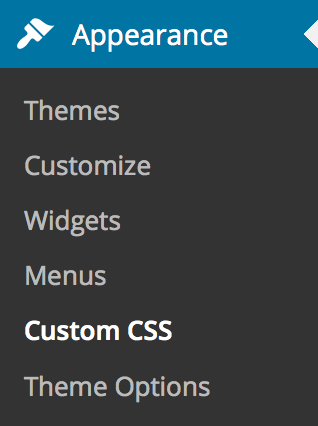 Appearance
Themes
Customize
Widgets
Menus
Custom CSS
Theme Options